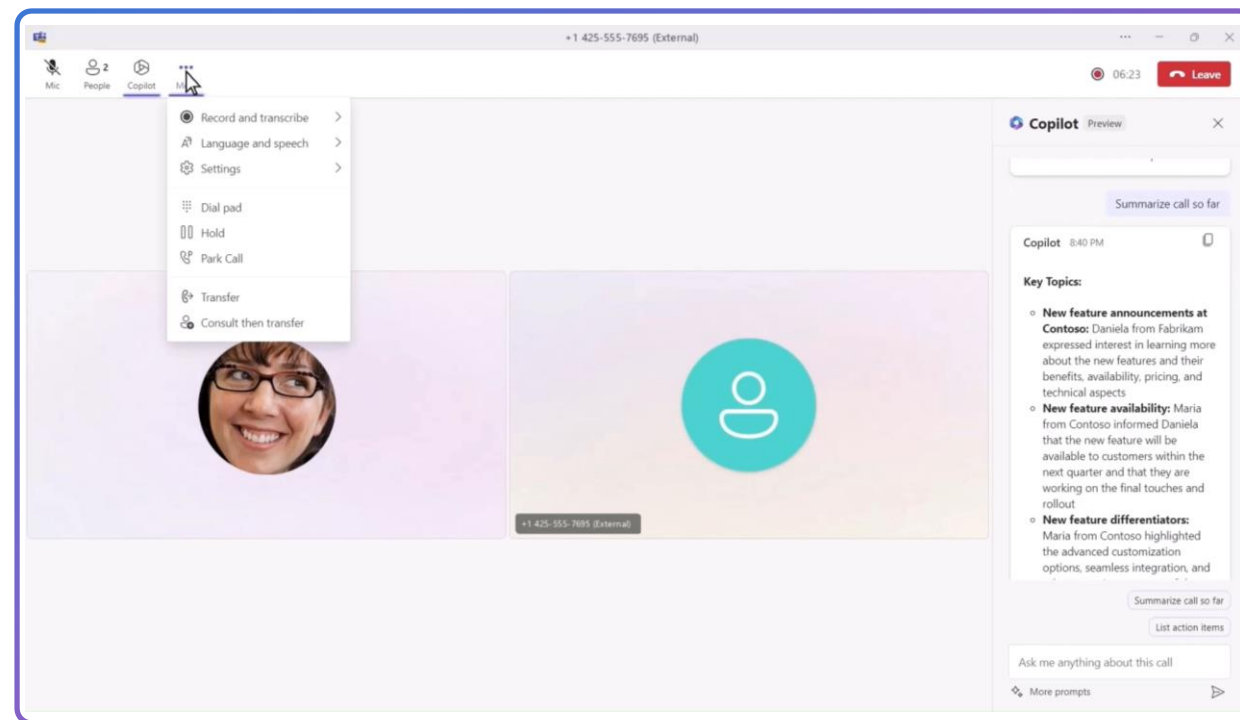 +1 425-555-7695 (External)
Mic
People
2
Copilot
06:23
Leave
Record and transcribe
Language and speech
Settings
Dial pad
Hold
Park Call
Transfer
Consult then transfer
+1 425-555-7695 (External)
Copilot Preview
Summarize call so far
Copilot 8:40 PM
Key Topics:
New feature announcements at
Contoso: Daniela from Fabrikam
expressed interest in learning more
about the new features and their
benefits, availability, pricing, and
technical aspects
New feature availability: Maria
from Contoso informed Daniela
that the new feature will be
available to customers within the
next quarter and that they are
working on the final touches and
rollout
New feature differentiators:
Maria from Contoso highlighted
the advanced customization
options, seamless integration, and
Summarize call so far
List action items
Ask me anything about this call
More prompts